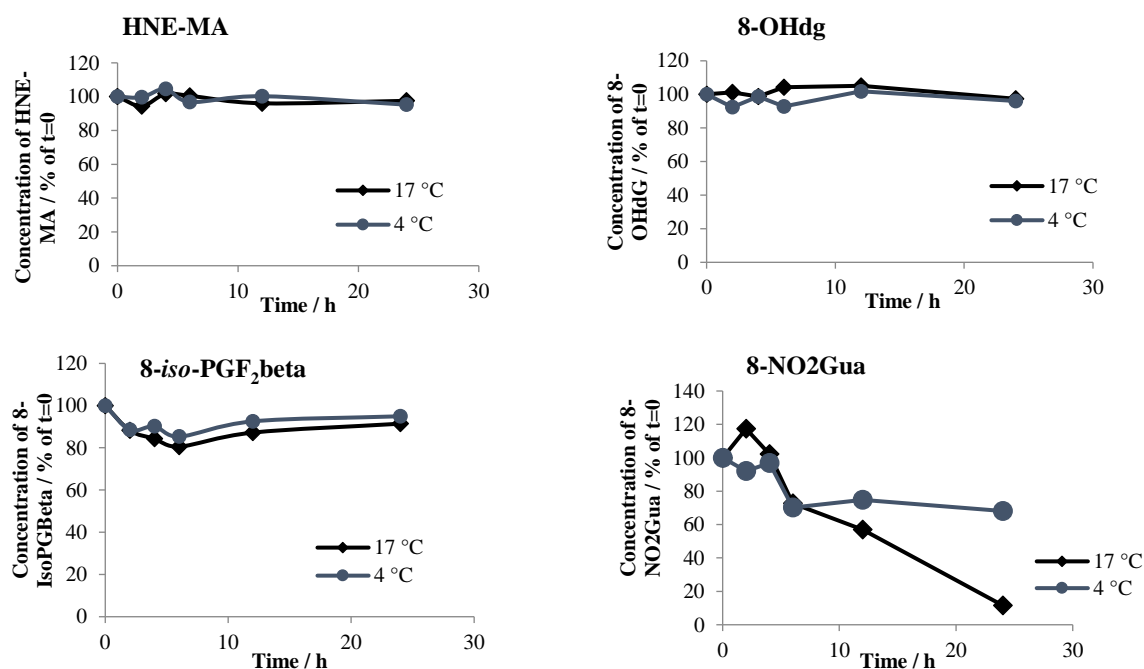 HNE-MA
Concentration of HNE-
MA / % of t=0
120
100
80
60
40
20
0
17 °C
4 °C
0
10
20
30
Time / h
8-OHdg
Concentration of 8-
OHdG / % of t=0
120
100
80
60
40
20
0
17 °C
4 °C
0
10
20
30
Time / h
8-iso-PGF₂beta
Concentration of 8-
IsoPGBeta / % of t=0
120
100
80
60
40
20
0
17 °C
4 °C
0
10
20
30
Time / h
8-NO2Gua
Concentration of 8-
NO2Gua / % of t=0
140
120
100
80
60
40
20
0
17 °C
4 °C
0
10
20
30
Time / h